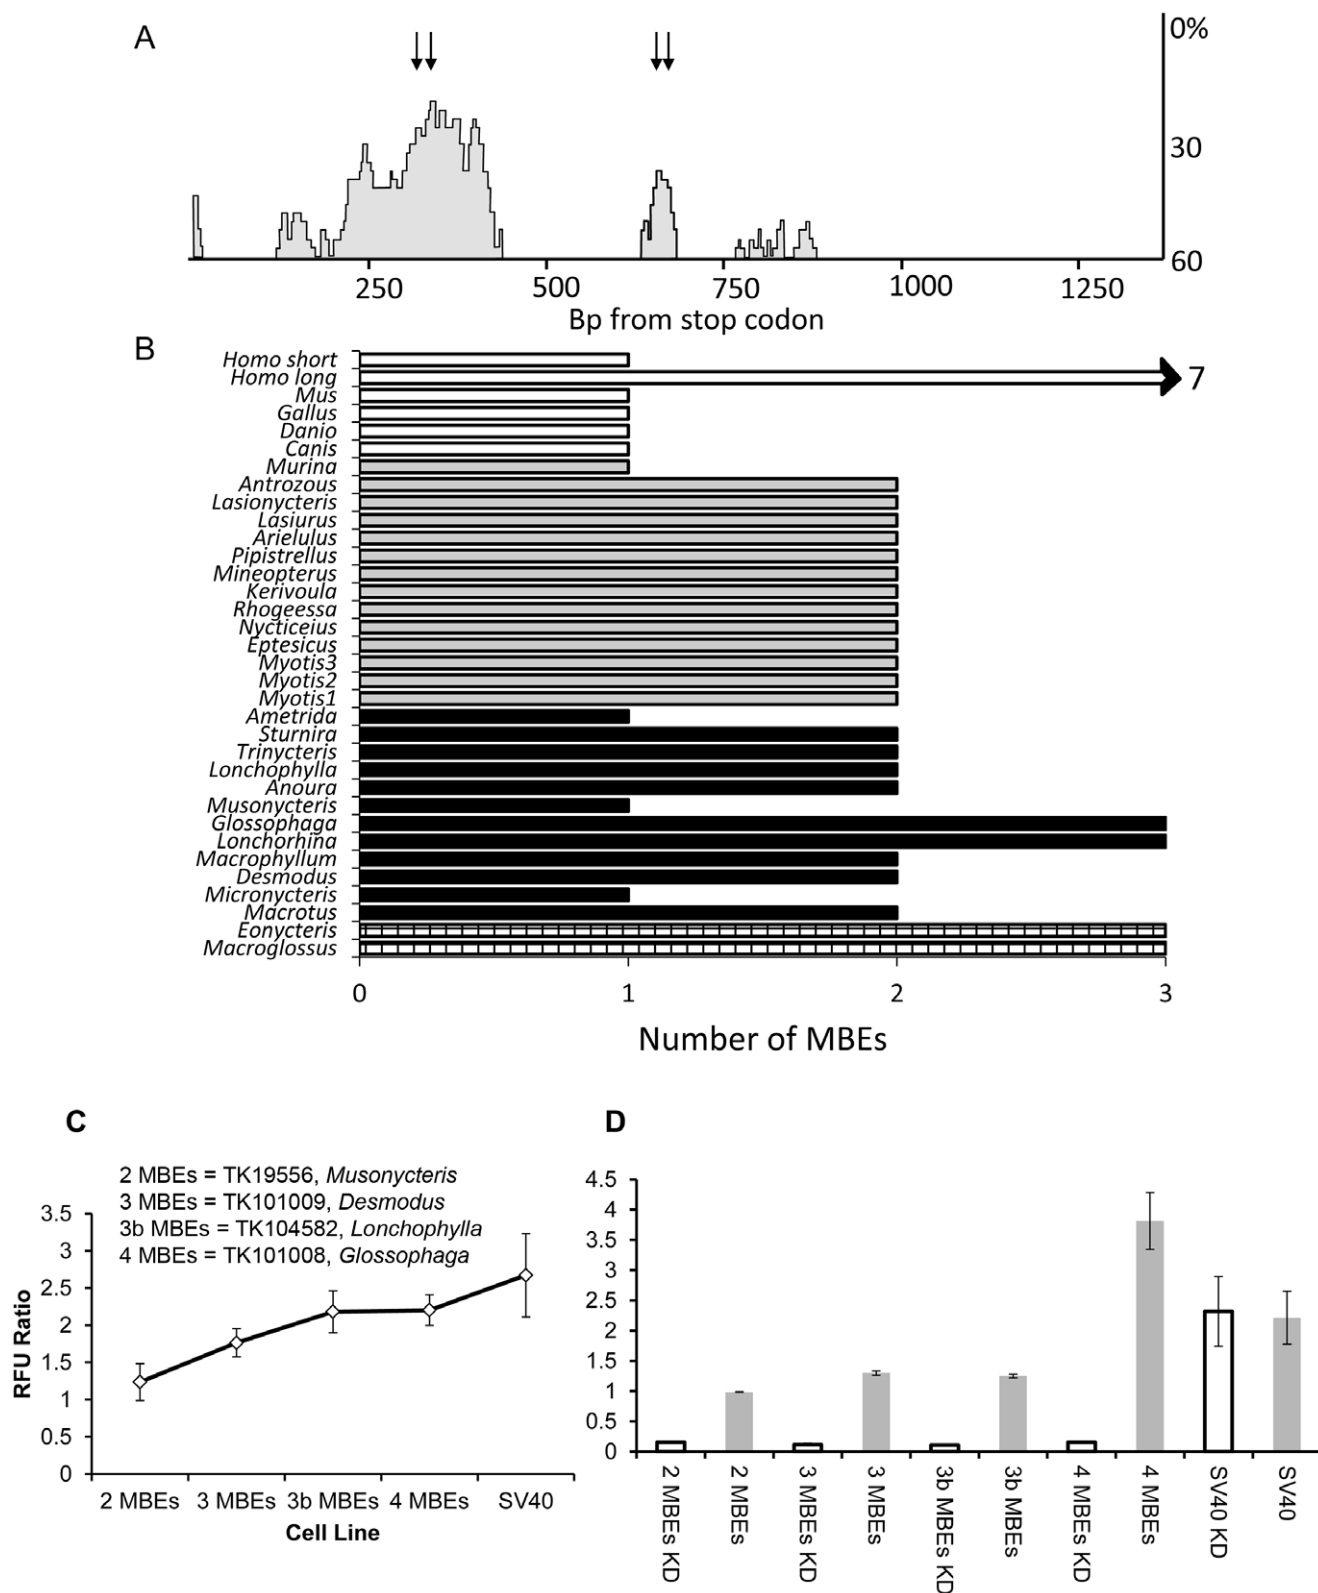 A
0%
30
60
250 500 750 1000 1250
Bp from stop codon
B
Homo short
Homo long
7
Mus
Gallus
Danio
Canis
Murina
Antrozous
Lasionycteris
Lasiurus
Arielulus
Pipistrellus
Mineopterus
Kerivoula
Rhogeessa
Nycticeius
Eptesicus
Myotis3
Myotis2
Myotis1
Ametrida
Sturnira
Trinycteris
Lonchophylla
Anoura
Musonycteris
Glossophaga
Lonchorhina
Macrophyllum
Desmodus
Micronycteris
Macrotus
Eonycteris
Macroglossus
0 1 2 3
Number of MBEs
C
2 MBEs = TK19556, Musonycteris
3 MBEs = TK101009, Desmodus
3b MBEs = TK104582, Lonchophylla
4 MBEs = TK101008, Glossophaga
3.5
3
2.5
2
1.5
1
0.5
0
RFU Ratio
2 MBEs 3 MBEs 3b MBEs 4 MBEs SV40
Cell Line
D
4.5
4
3.5
3
2.5
2
1.5
1
0.5
0
2 MBEs KD
2 MBEs
3 MBEs KD
3 MBEs
3b MBEs KD
3b MBEs
4 MBEs KD
4 MBEs
SV40 KD
SV40